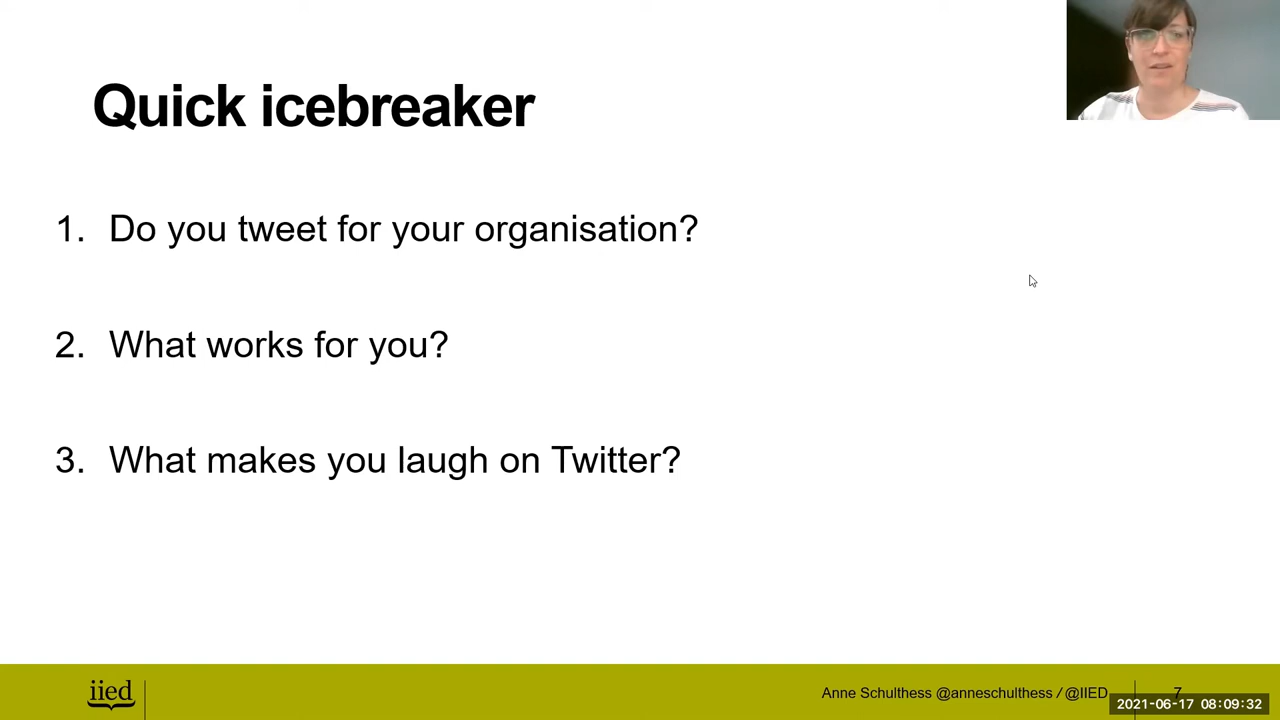 Quick icebreaker
1. Do you tweet for your organisation?
2. What works for you?
3. What makes you laugh on Twitter?
iied
Anne Schulthess @anneschulthess / @IIED
7
2021-06-17 08:09:32